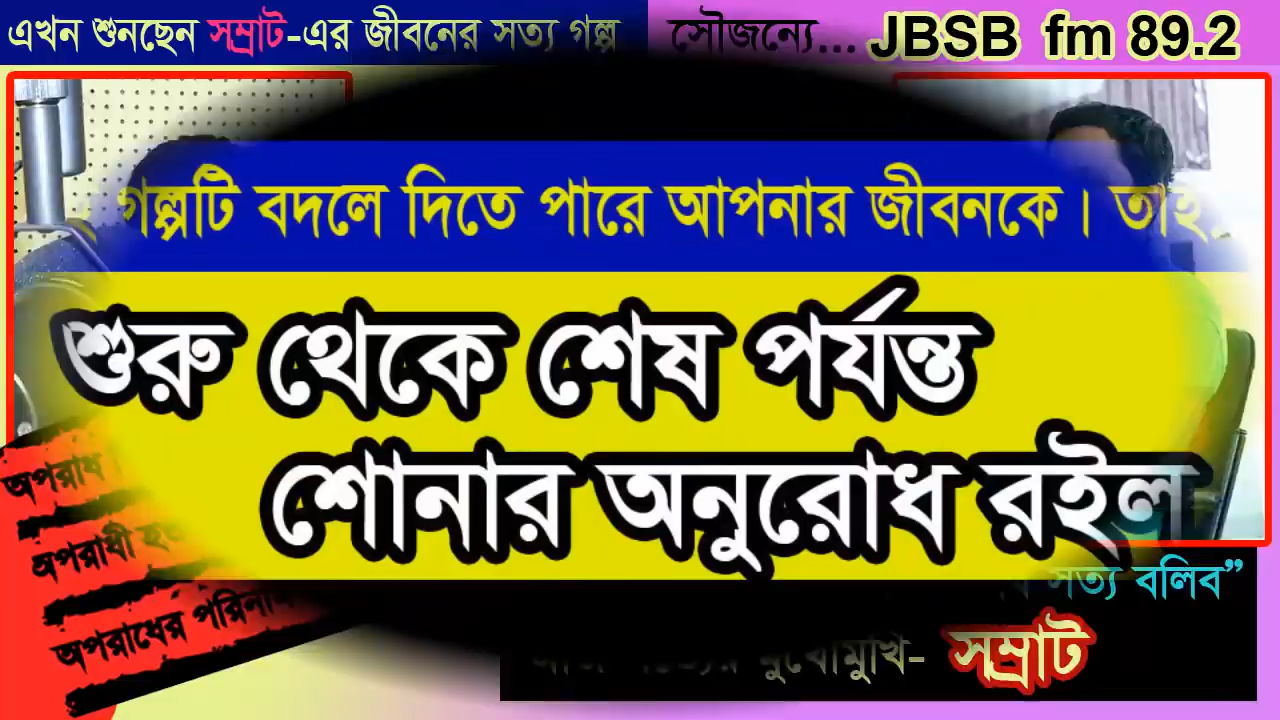 এখন শুনছেন সম্রাট-এর জীবনের সত্য গল্প সৌজন্যে... JBSB fm 89.2
গল্পটি বদলে দিতে পারে আপনার জীবনকে। তাই
শুরু থেকে শেষ পর্যন্ত
শোনার অনুরোধ রইল
অপরাধ
অপরাধী
অপরাধের
সত্য বলিব”
মুখোমুখি- সম্রাট